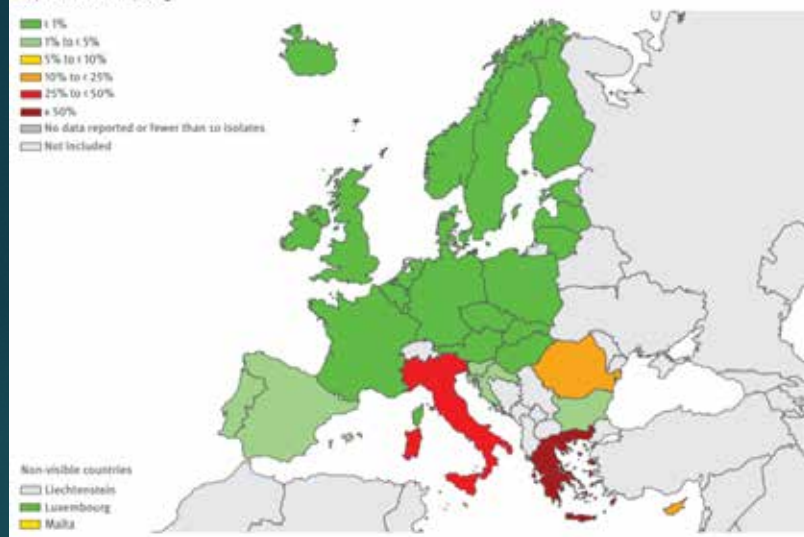 < 1%
1% to < 5%
5% to < 10%
10% to < 25%
25% to < 50%
≥ 50%
No data reported or fewer than 10 isolates
Not included
Non-visible countries
Liechtenstein
Luxembourg
Malta